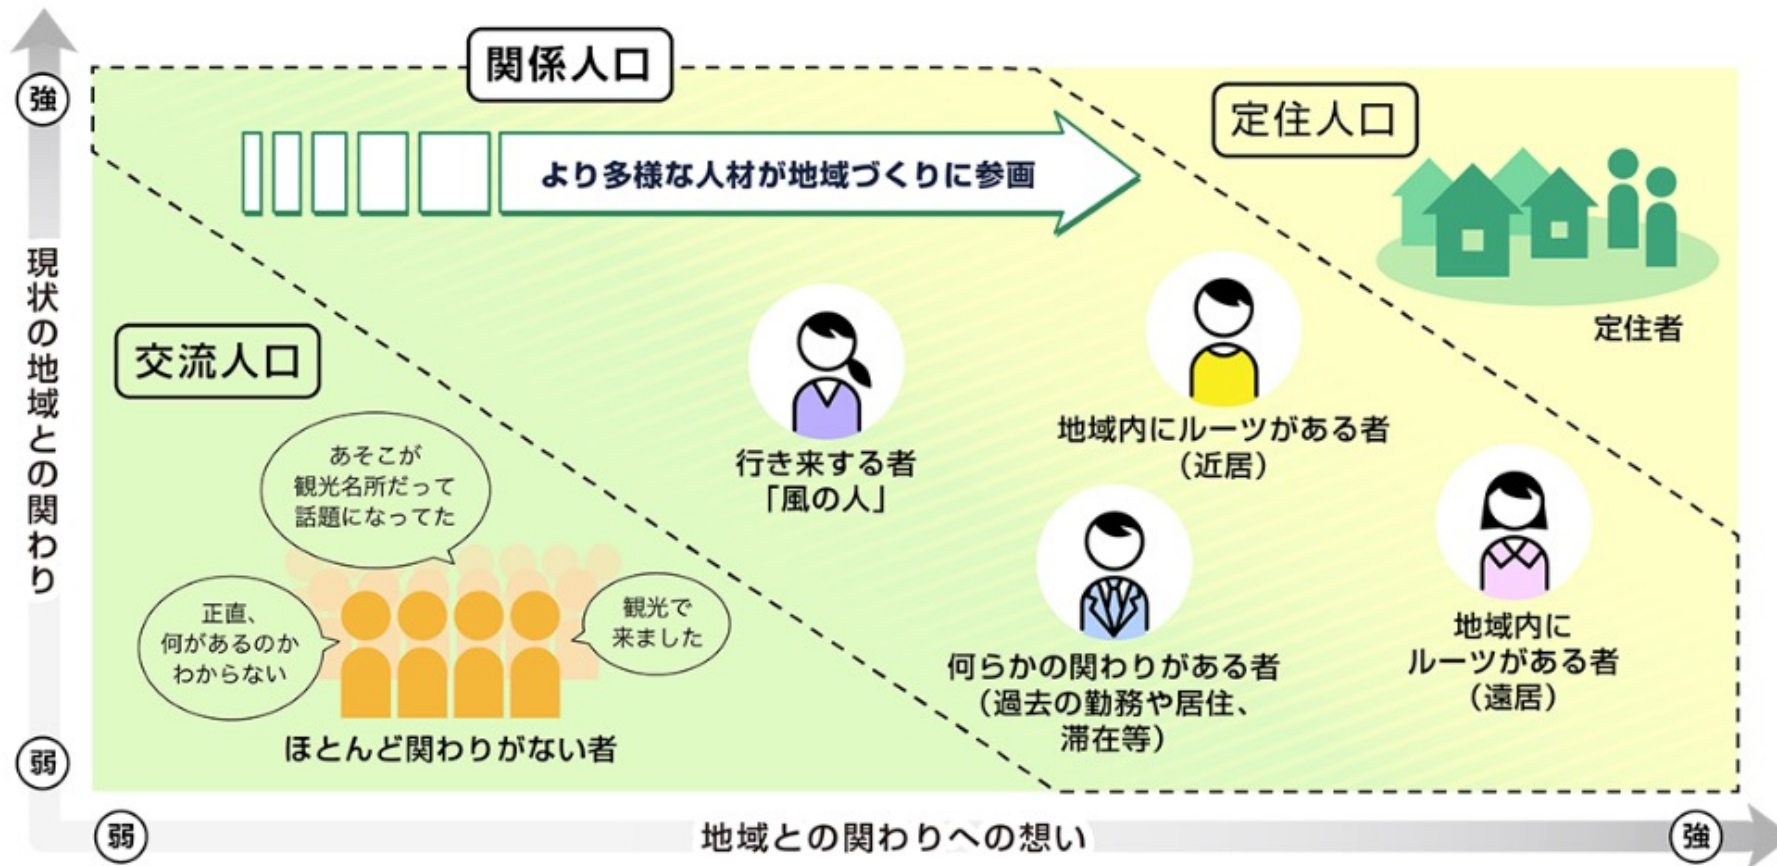 関係人口
強
定住人口
より多様な人材が地域づくりに参画
現状の地域との関わり
定住者
交流人口
地域内にルーツがある者
（近居）
あそこが
観光名所だって
話題になってた
行き来する者
「風の人」
正直、
何があるのか
わからない
観光で
来ました
地域内に
ルーツがある者
（遠居）
何らかの関わりがある者
（過去の勤務や居住、
滞在等）
ほとんど関わりがない者
弱
弱
地域との関わりへの想い
強